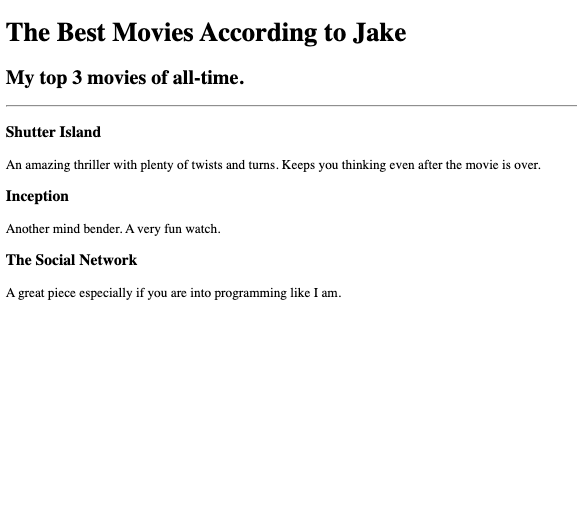 The Best Movies According to Jake
My top 3 movies of all-time.
Shutter Island
An amazing thriller with plenty of twists and turns. Keeps you thinking even after the movie is over.
Inception
Another mind bender. A very fun watch.
The Social Network
A great piece especially if you are into programming like I am.